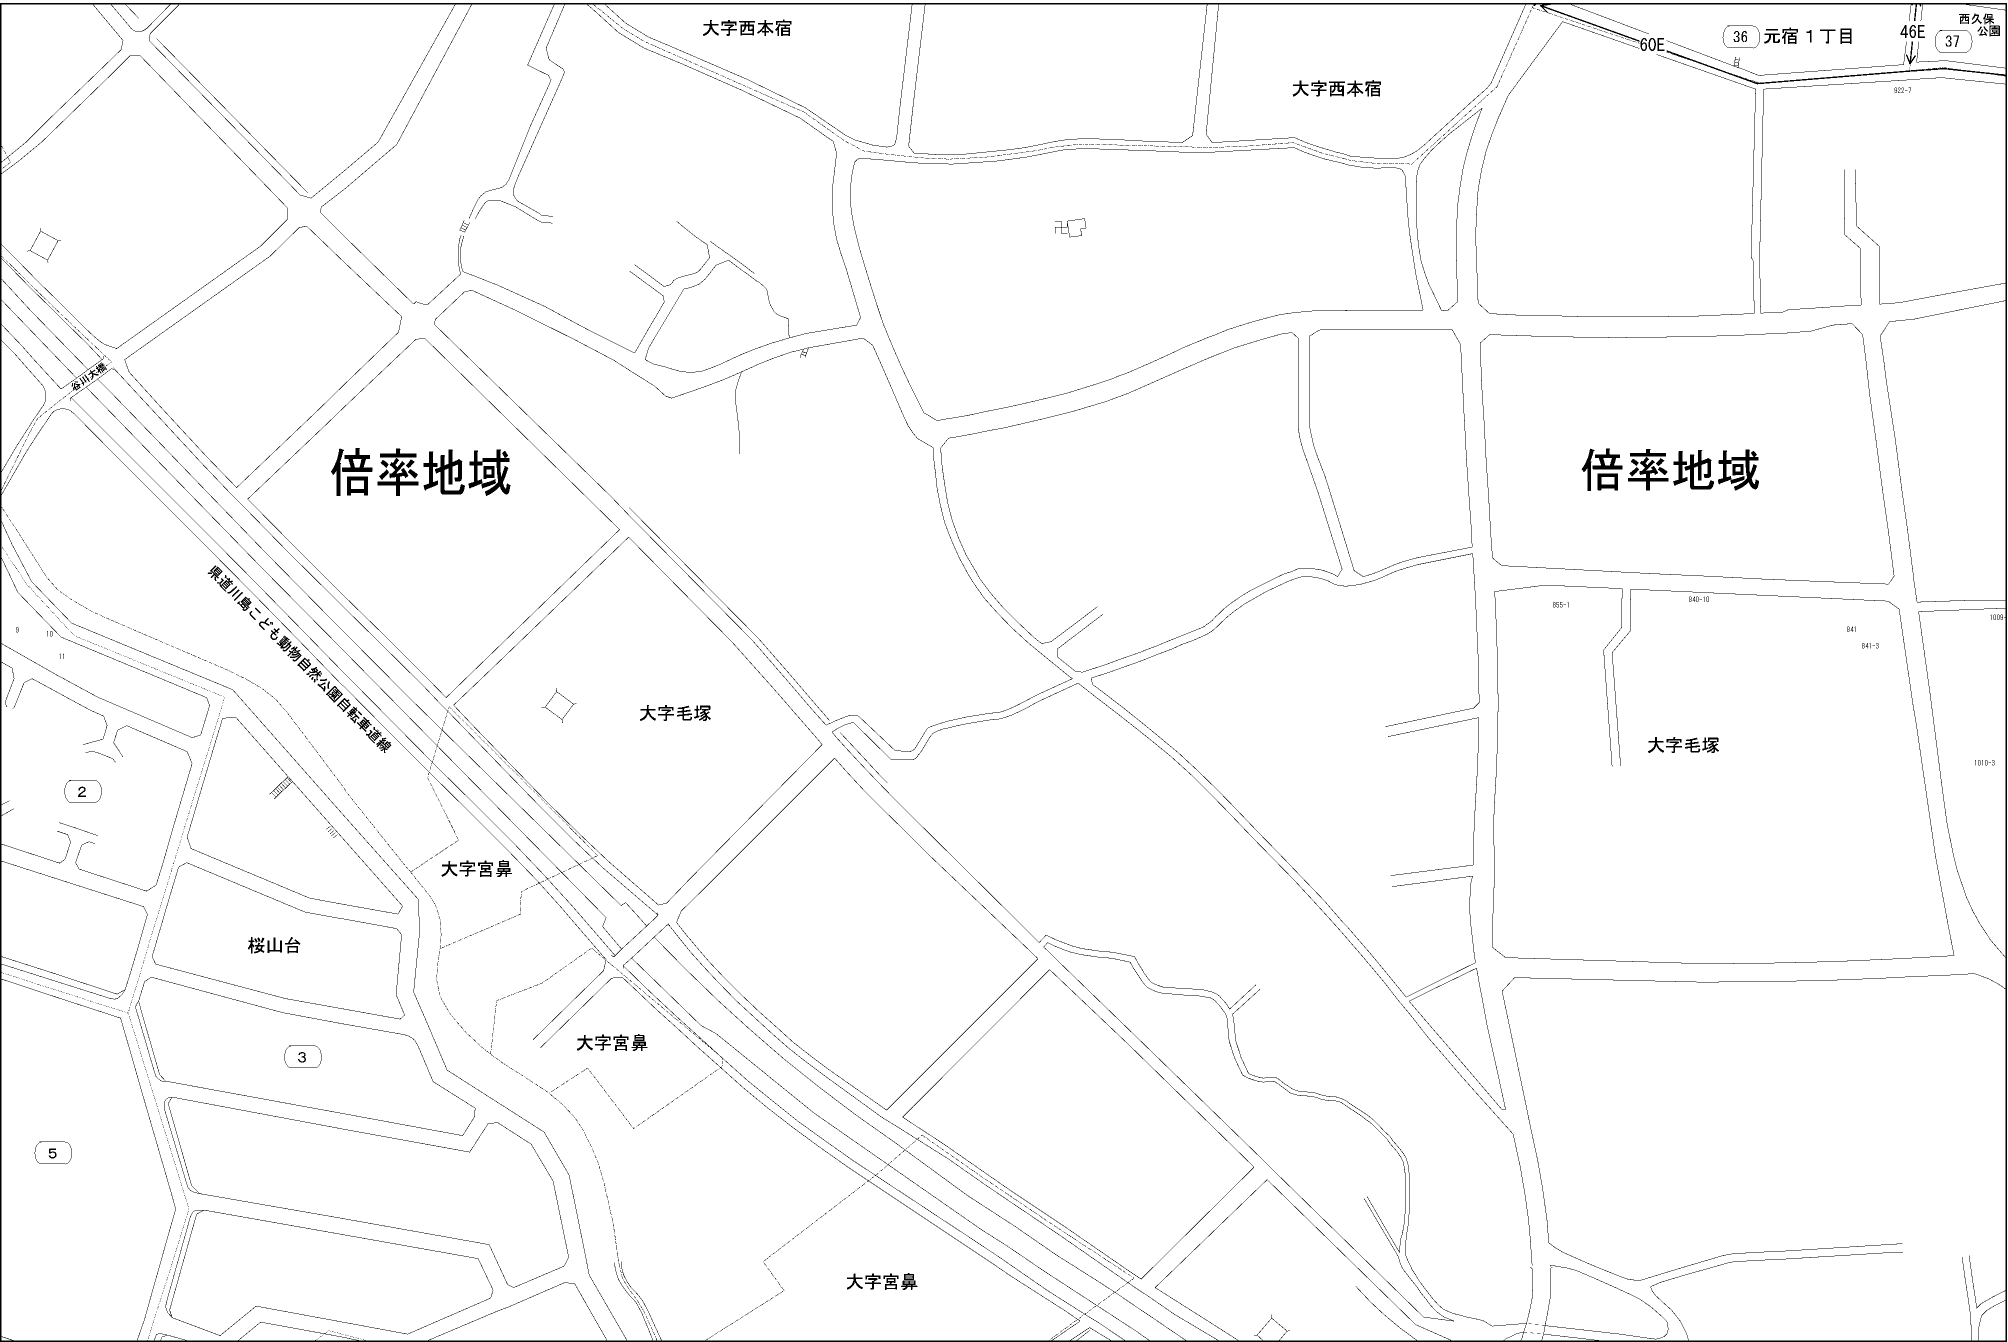 大字西本宿
大字西本宿
60E
36 元宿１丁目
46E
37
西久保
公園
922-7
谷川大橋
倍率地域
倍率地域
県道川島こども動物自然公園自転車道線
855-1
840-10
841
841-3
1009-
9
10
11
大字毛塚
大字毛塚
1010-3
2
大字宮鼻
桜山台
3
大字宮鼻
5
大字宮鼻